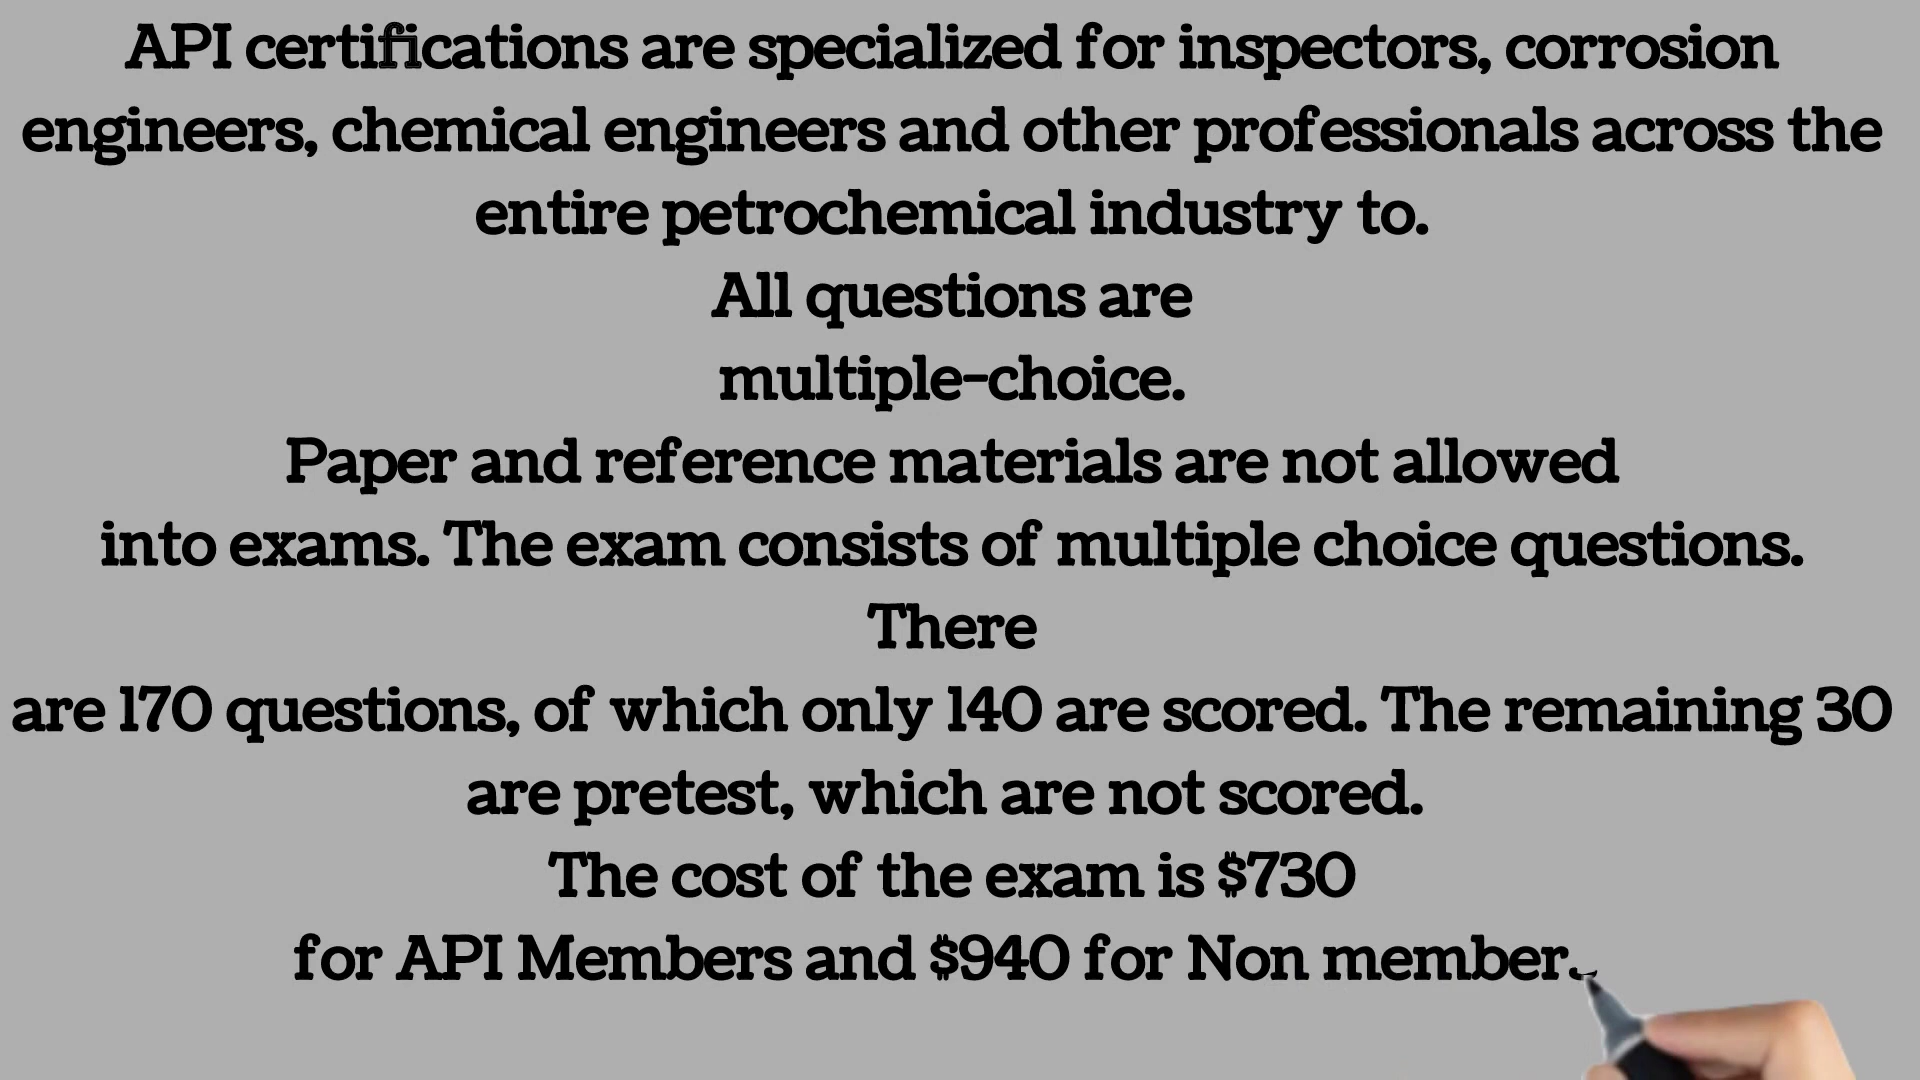 API certifications are specialized for inspectors, corrosion
engineers, chemical engineers and other professionals across the
entire petrochemical industry to.
All questions are
multiple-choice.
Paper and reference materials are not allowed
into exams. The exam consists of multiple choice questions.
There
are 170 questions, of which only 140 are scored. The remaining 30
are pretest, which are not scored.
The cost of the exam is $730
for API Members and $940 for Non member.